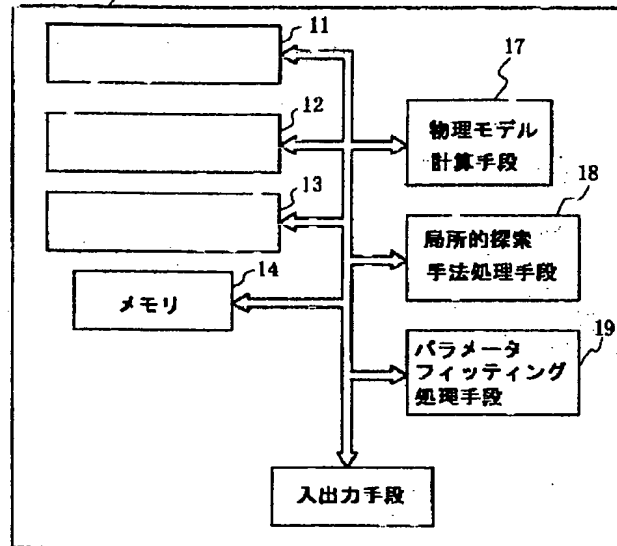 11
12
13
14
メモリ
17
物理モデル
計算手段
18
局所的探索
手法処理手段
19
パラメータ
フィッティング
処理手段
入出力手段